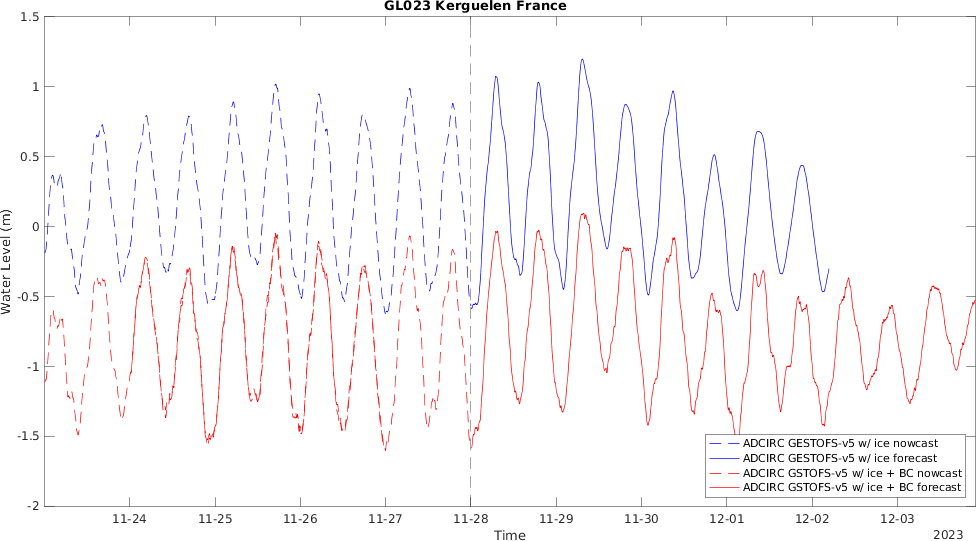 GL023 Kerguelen France
1.5
1
0.5
0
-0.5
-1
-1.5
-2
Water Level (m)
ADCIRC GESTOFS-v5 w/ ice nowcast
ADCIRC GESTOFS-v5 w/ ice forecast
ADCIRC GSTOFS-v5 w/ ice + BC nowcast
ADCIRC GSTOFS-v5 w/ ice + BC forecast
11-24 11-25 11-26 11-27 11-28 11-29 11-30 12-01 12-02 12-03
Time
2023